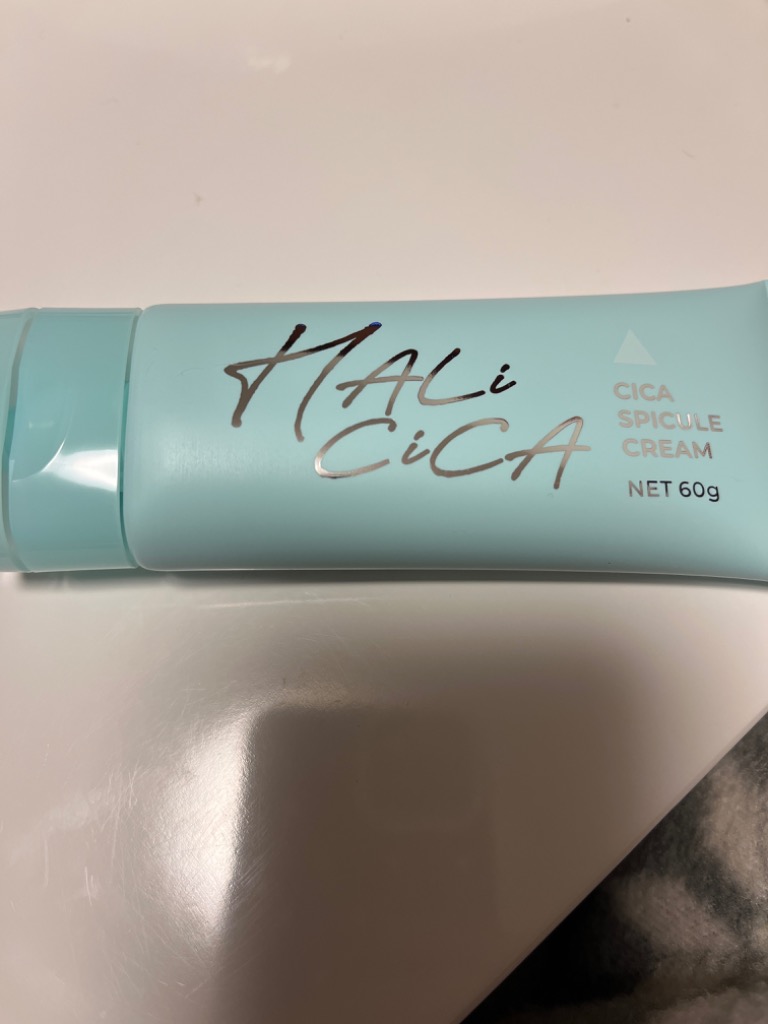 HALi
CiCA
CICA
SPICULE
CREAM
NET 60g